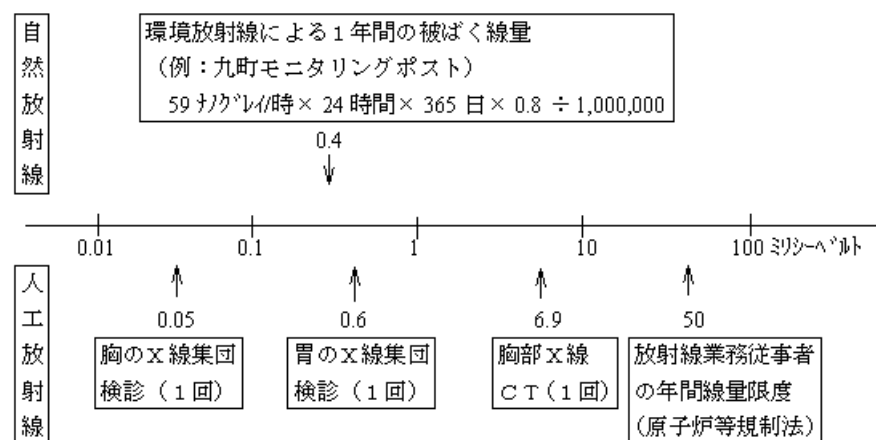 自然放射線
環境放射線による１年間の被ばく線量
（例：九町モニタリングポスト）
59 ﾅﾉｸﾞﾚｲ/時× 24 時間× 365 日× 0.8 ÷ 1,000,000
0.4
0.01 0.1 1 10 100 ﾐﾘｼｰﾍﾞﾙﾄ
人工放射線
0.05 0.6 6.9 50
胸のＸ線集団
検診（１回）
胃のＸ線集団
検診（１回）
胸部Ｘ線
ＣＴ（１回）
放射線業務従事者
の年間線量限度
（原子炉等規制法）